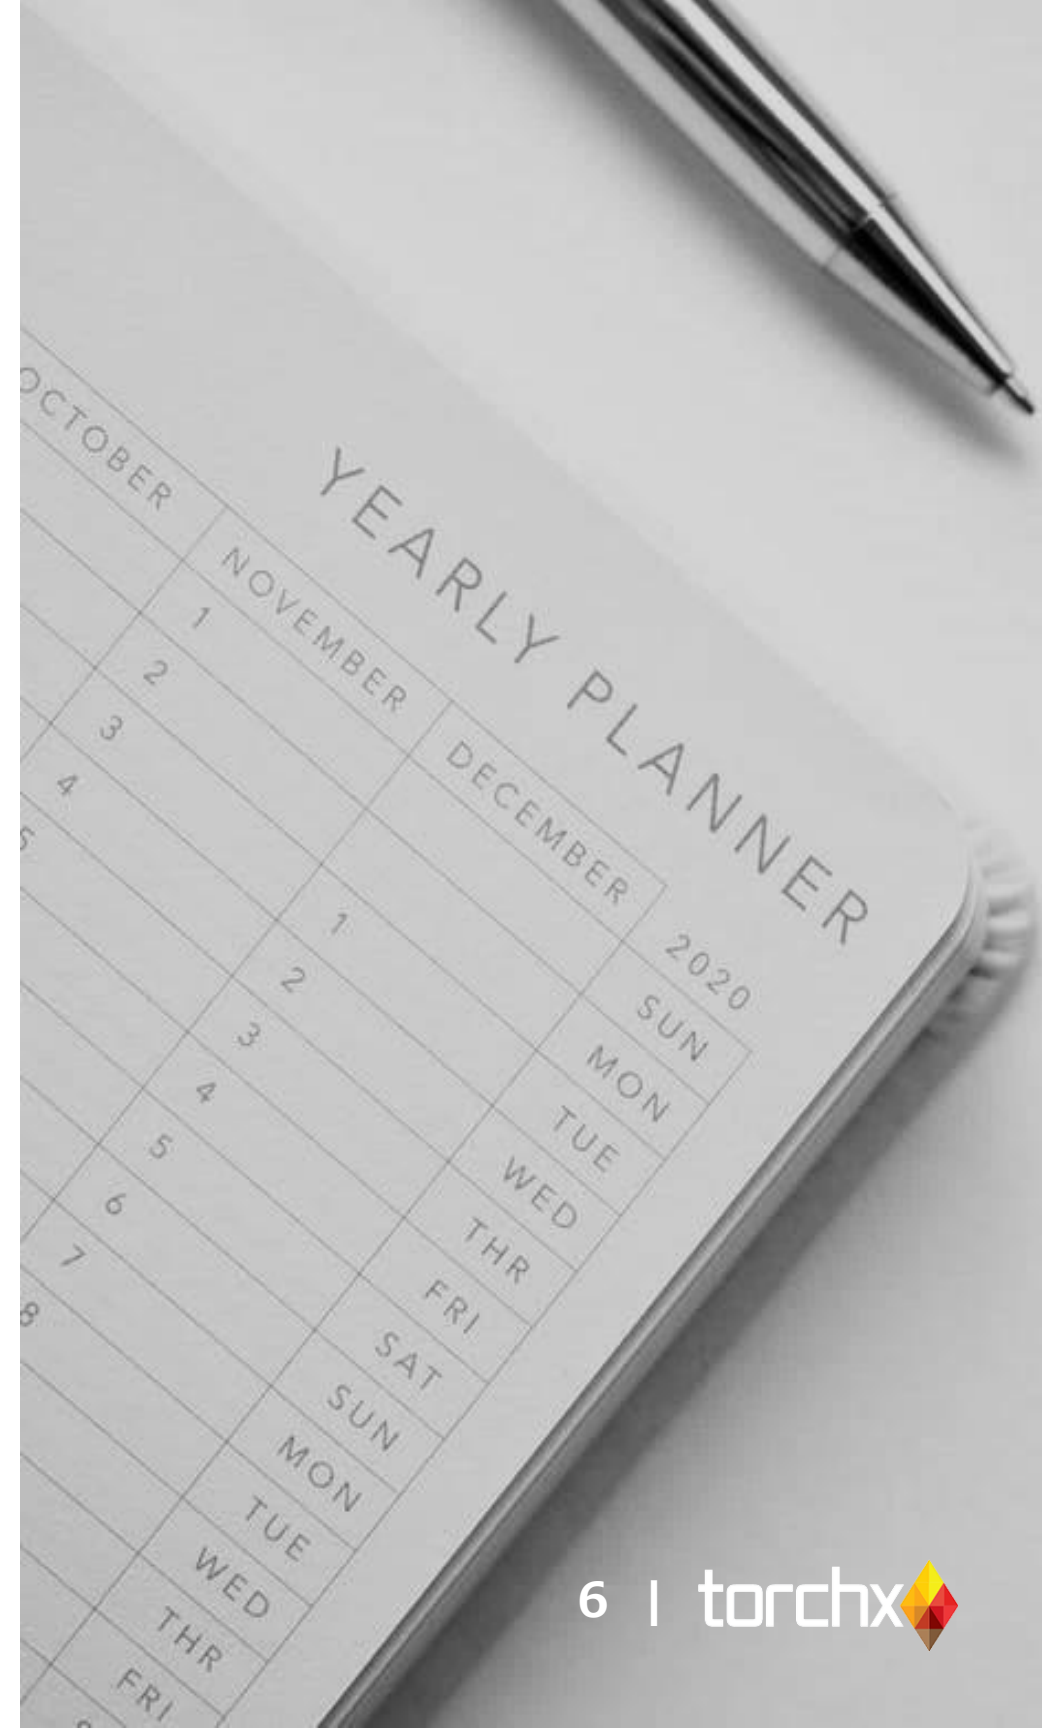 YEARLY PLANNER
OCTOBER
NOVEMBER
DECEMBER
2020
1
2
3
4
5
1
2
3
4
5
6
7
8
SUN
MON
TUE
WED
THR
FRI
SAT
SUN
MON
TUE
WED
THR
FRI
6 | torchx